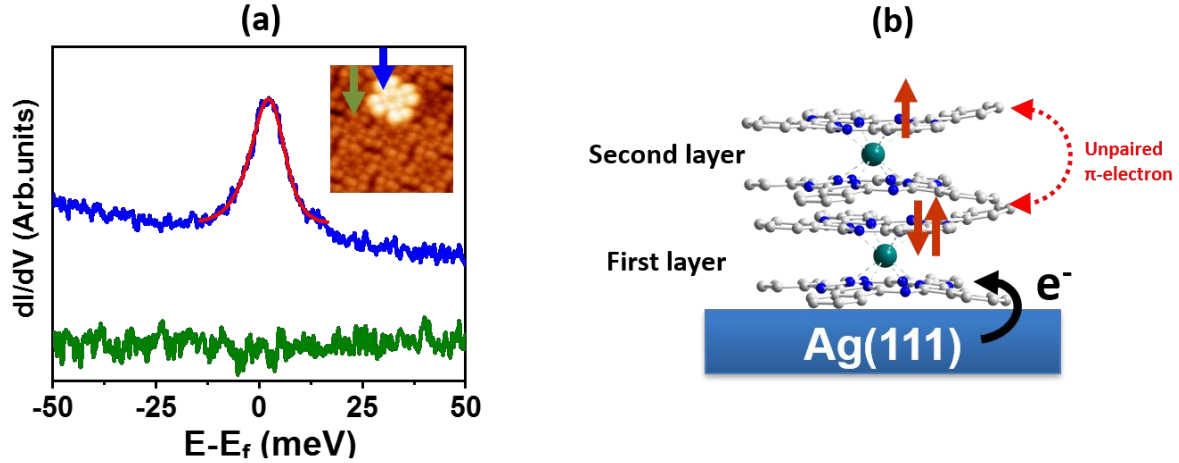 (a)
dI/dV (Arb.units)
-50
-25
0
25
50
E-Ef (meV)
(b)
Second layer
Unpaired
π-electron
First layer
e-
Ag(111)